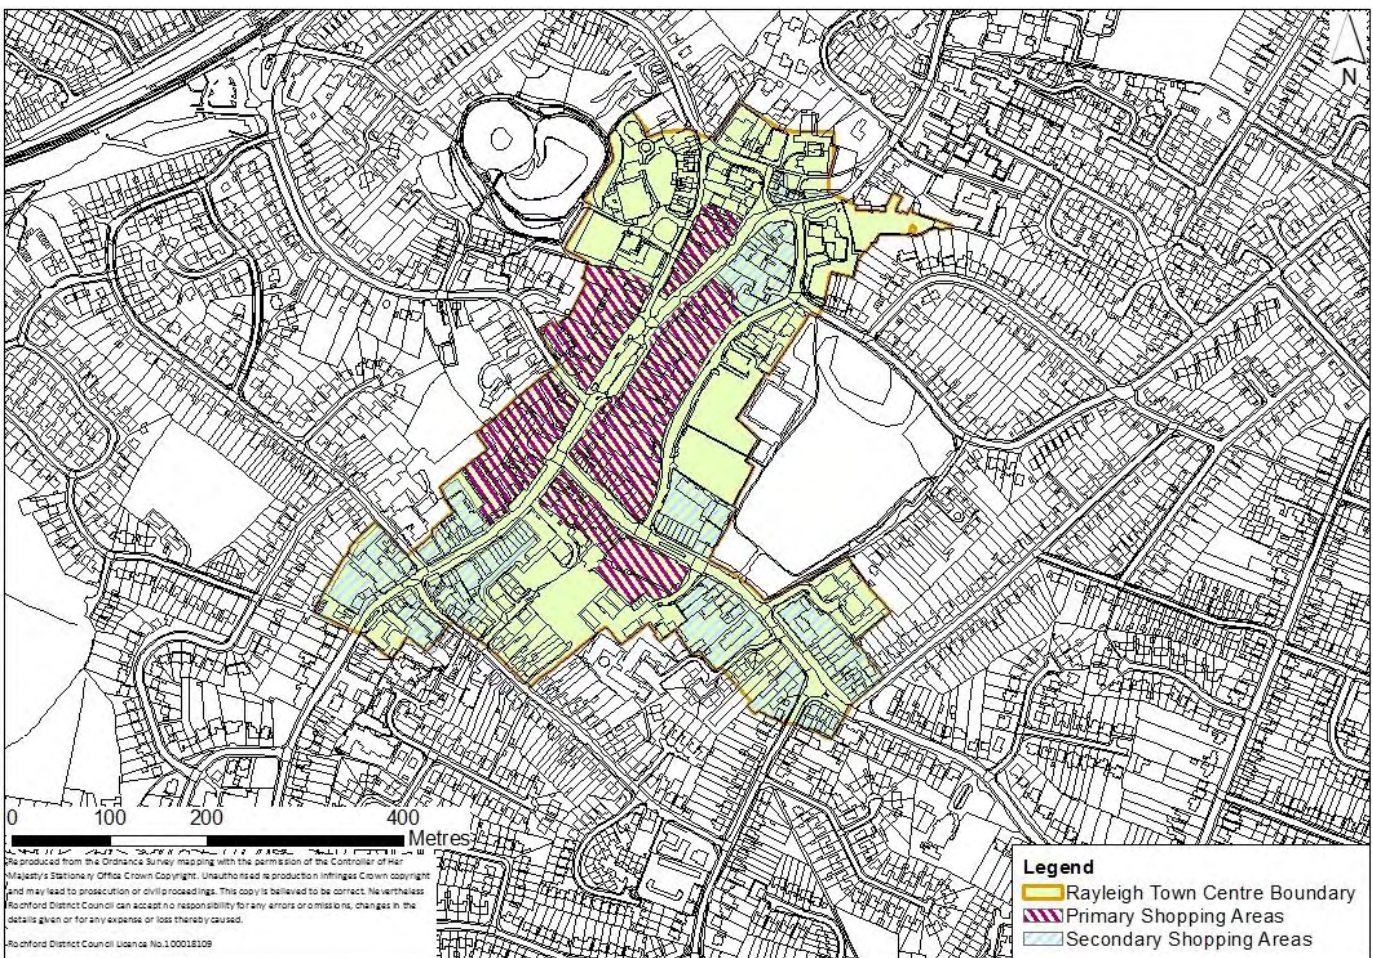 N
0 100 200 400
Metres
Reproduced from the Ordnance Survey mapping with the permission of the Controller of Her
Majesty's Stationery Office Crown Copyright. Unauthorised reproduction infringes Crown copyright
and may lead to prosecution or civil proceedings. This copy is believed to be correct. Nevertheless
Rochford District Council can accept no responsibility for any errors or omissions, changes in the
details given or for any expense or loss thereby caused.
Rochford District Council Licence No.100018109
Legend
Rayleigh Town Centre Boundary
Primary Shopping Areas
Secondary Shopping Areas